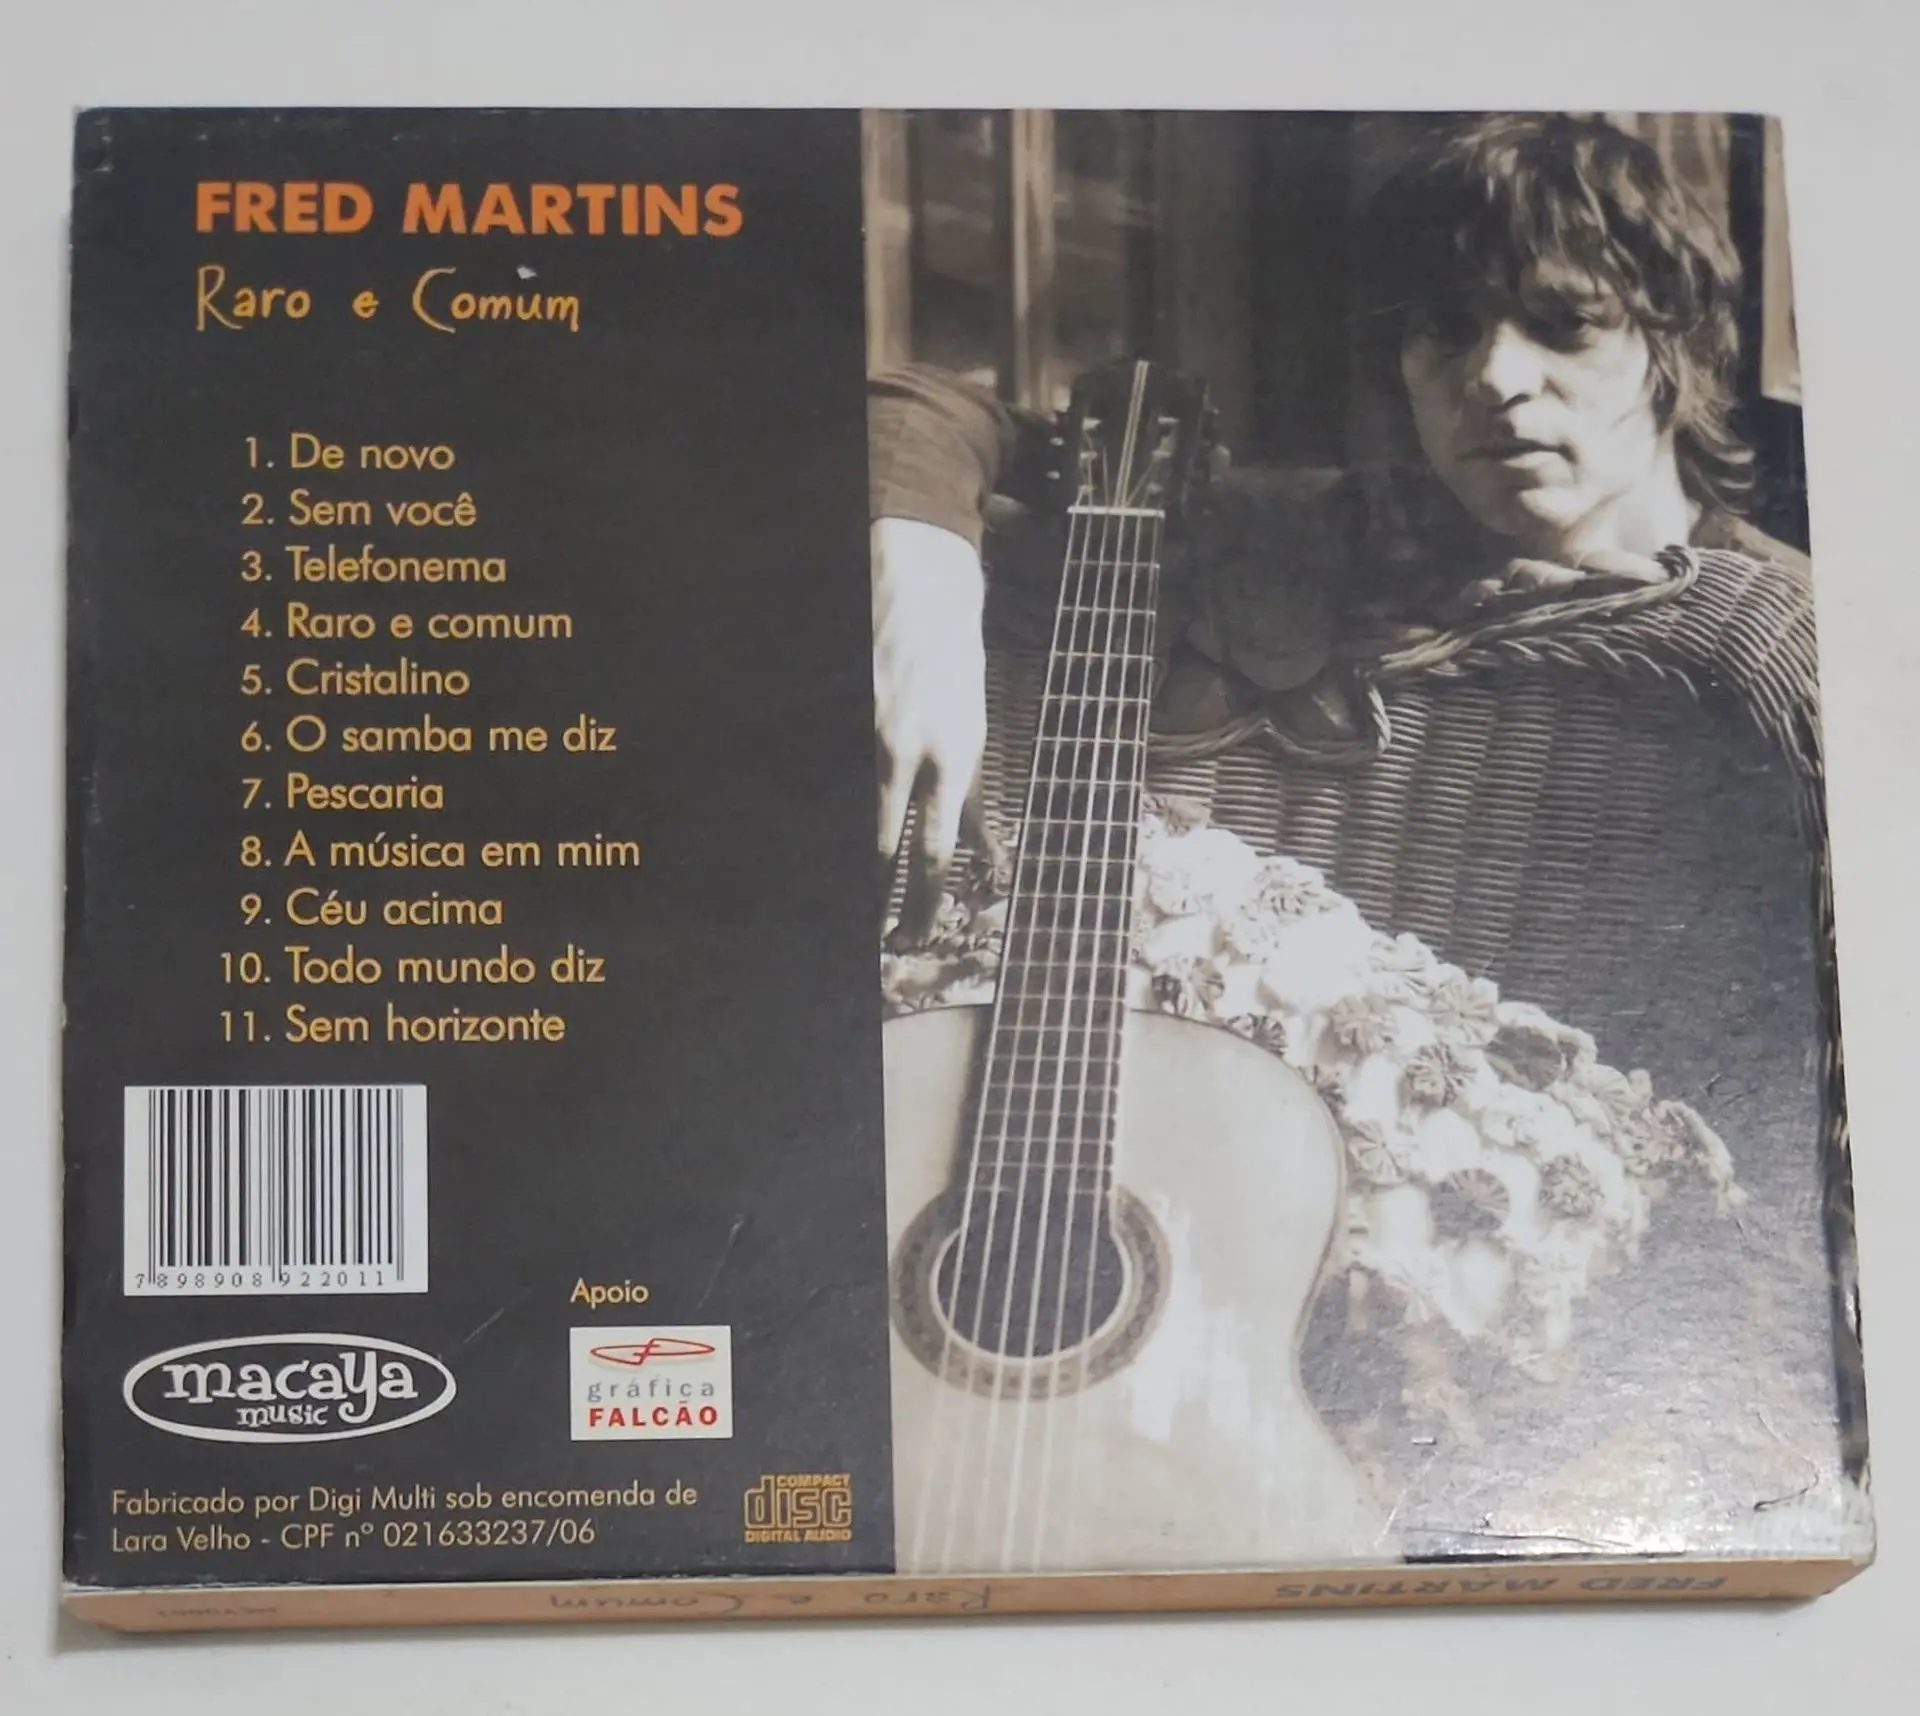 FRED MARTINS
Raro e Comum
1. De novo
2. Sem você
3. Telefonema
4. Raro e comum
5. Cristalino
6. O samba me diz
7. Pescaria
8. A música em mim
9. Céu acima
10. Todo mundo diz
11. Sem horizonte
7898908922011
macaya
music
Apoio
gráfica
FALCÃO
Fabricado por Digi Multi sob encomenda de
Lara Velho - CPF nº 021633237/06
COMPACT
disc
DIGITAL AUDIO
FRED MARTINS
Raro e Comum